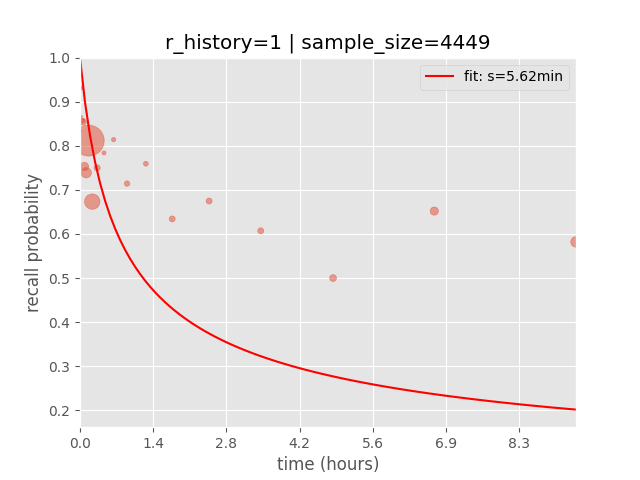 r_history=1 | sample_size=4449
fit: s=5.62min
1.0
0.9
0.8
0.7
0.6
0.5
0.4
0.3
0.2
recall probability
0.0 1.4 2.8 4.2 5.6 6.9 8.3
time (hours)